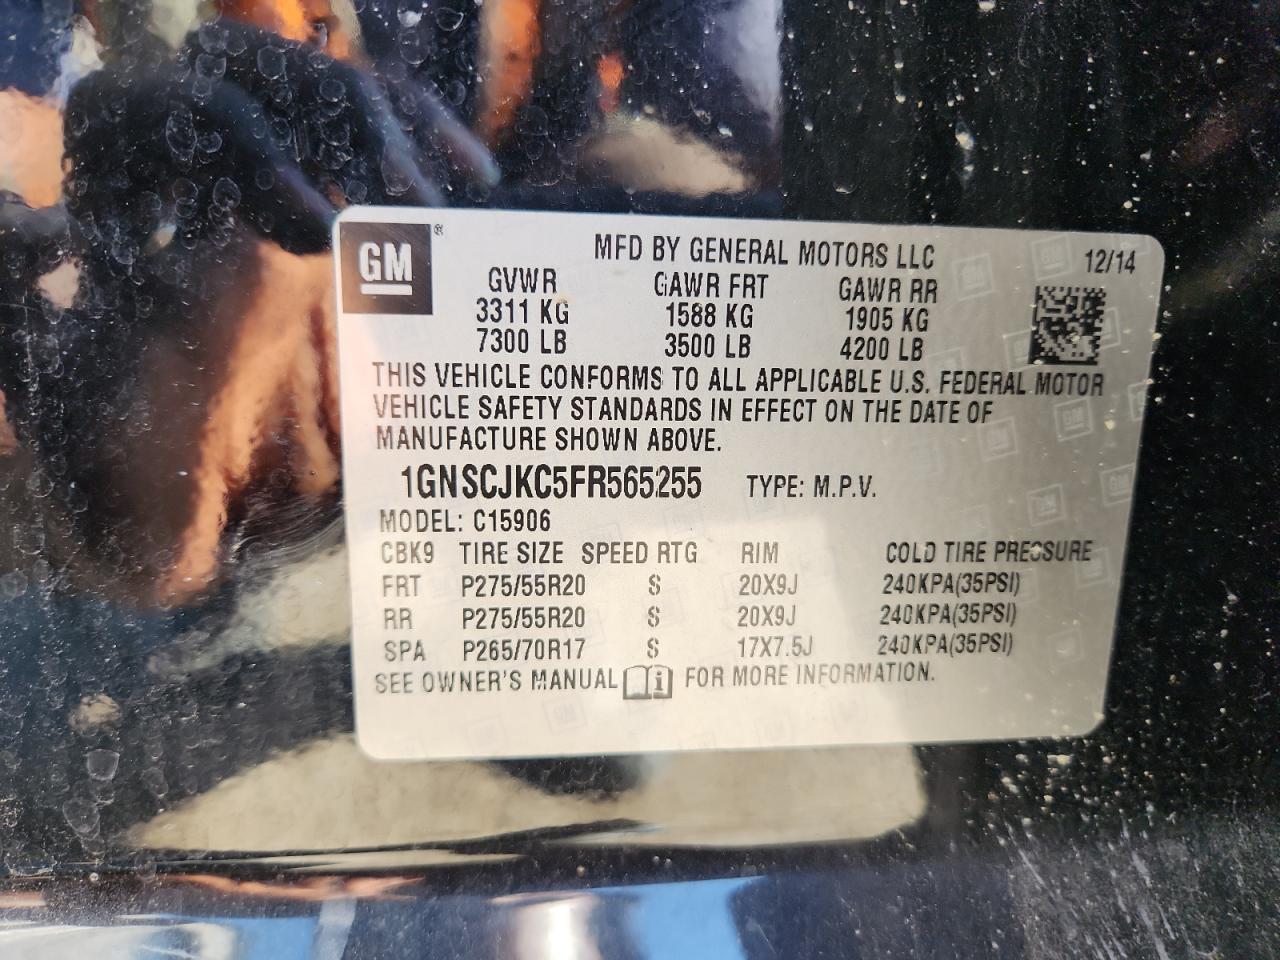 GM®
MFD BY GENERAL MOTORS LLC 12/14
GVWR GAWR FRT GAWR RR
3311 KG 1588 KG 1905 KG
7300 LB 3500 LB 4200 LB
THIS VEHICLE CONFORMS TO ALL APPLICABLE U.S. FEDERAL MOTOR
VEHICLE SAFETY STANDARDS IN EFFECT ON THE DATE OF
MANUFACTURE SHOWN ABOVE.
1GNSCJKC5FR565255 TYPE: M.P.V.
MODEL: C15906
CBK9 TIRE SIZE SPEED RTG RIM COLD TIRE PRESSURE
FRT P275/55R20 S 20X9J 240KPA(35PSI)
RR P275/55R20 S 20X9J 240KPA(35PSI)
SPA P265/70R17 S 17X7.5J 240KPA(35PSI)
SEE OWNER'S MANUAL FOR MORE INFORMATION.